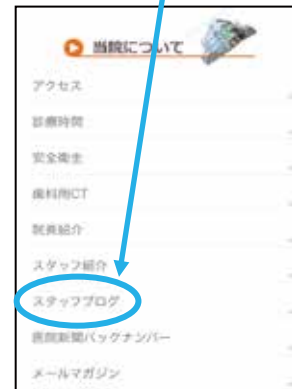 当院について
アクセス
診療時間
安全衛生
歯科用CT
院長紹介
スタッフ紹介
スタッフブログ
医院新聞バックナンバー
メールマガジン